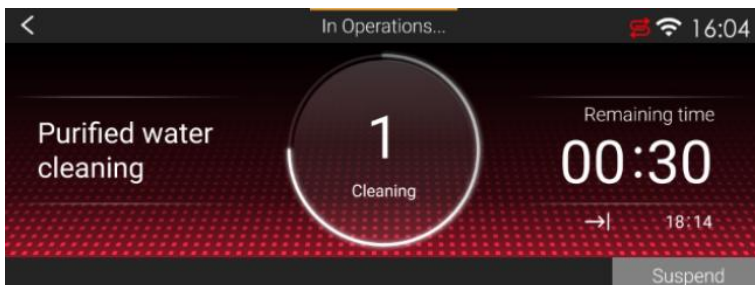 In Operations...
16:04
Purified water
cleaning
1
Cleaning
Remaining time
00:30
18:14
Suspend